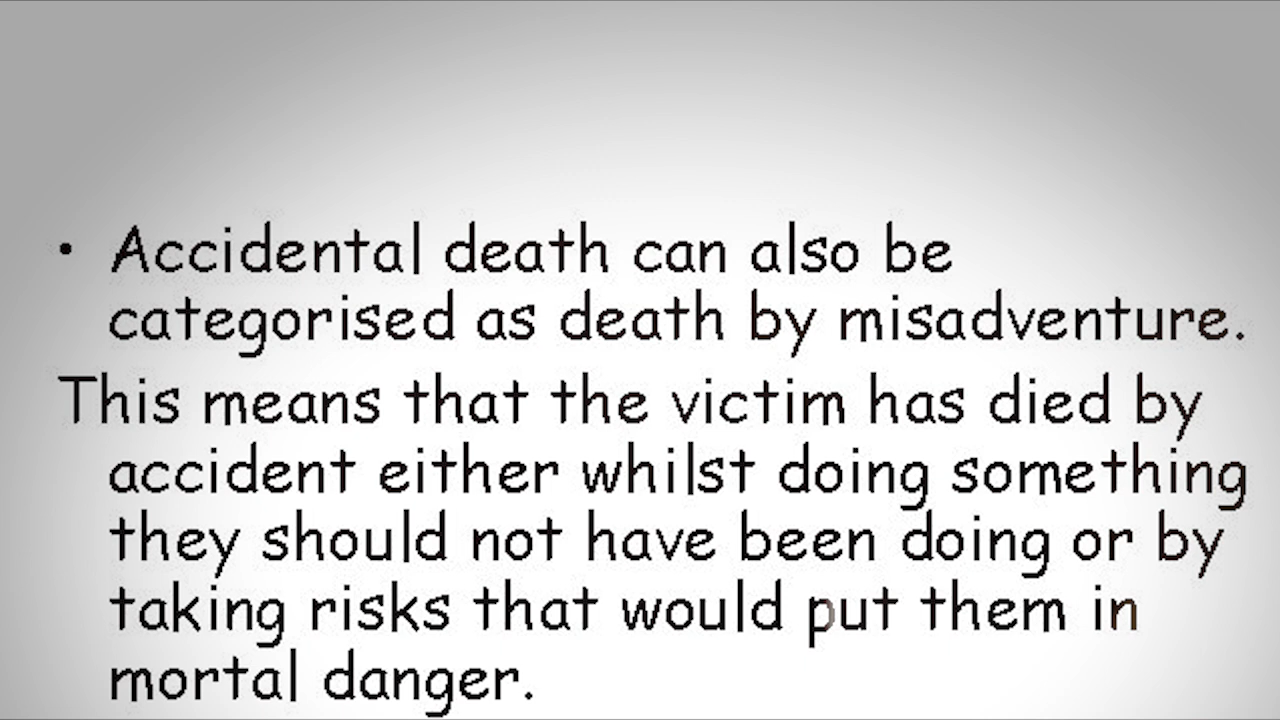 • Accidental death can also be
categorised as death by misadventure.
This means that the victim has died by
accident either whilst doing something
they should not have been doing or by
taking risks that would put them in
mortal danger.